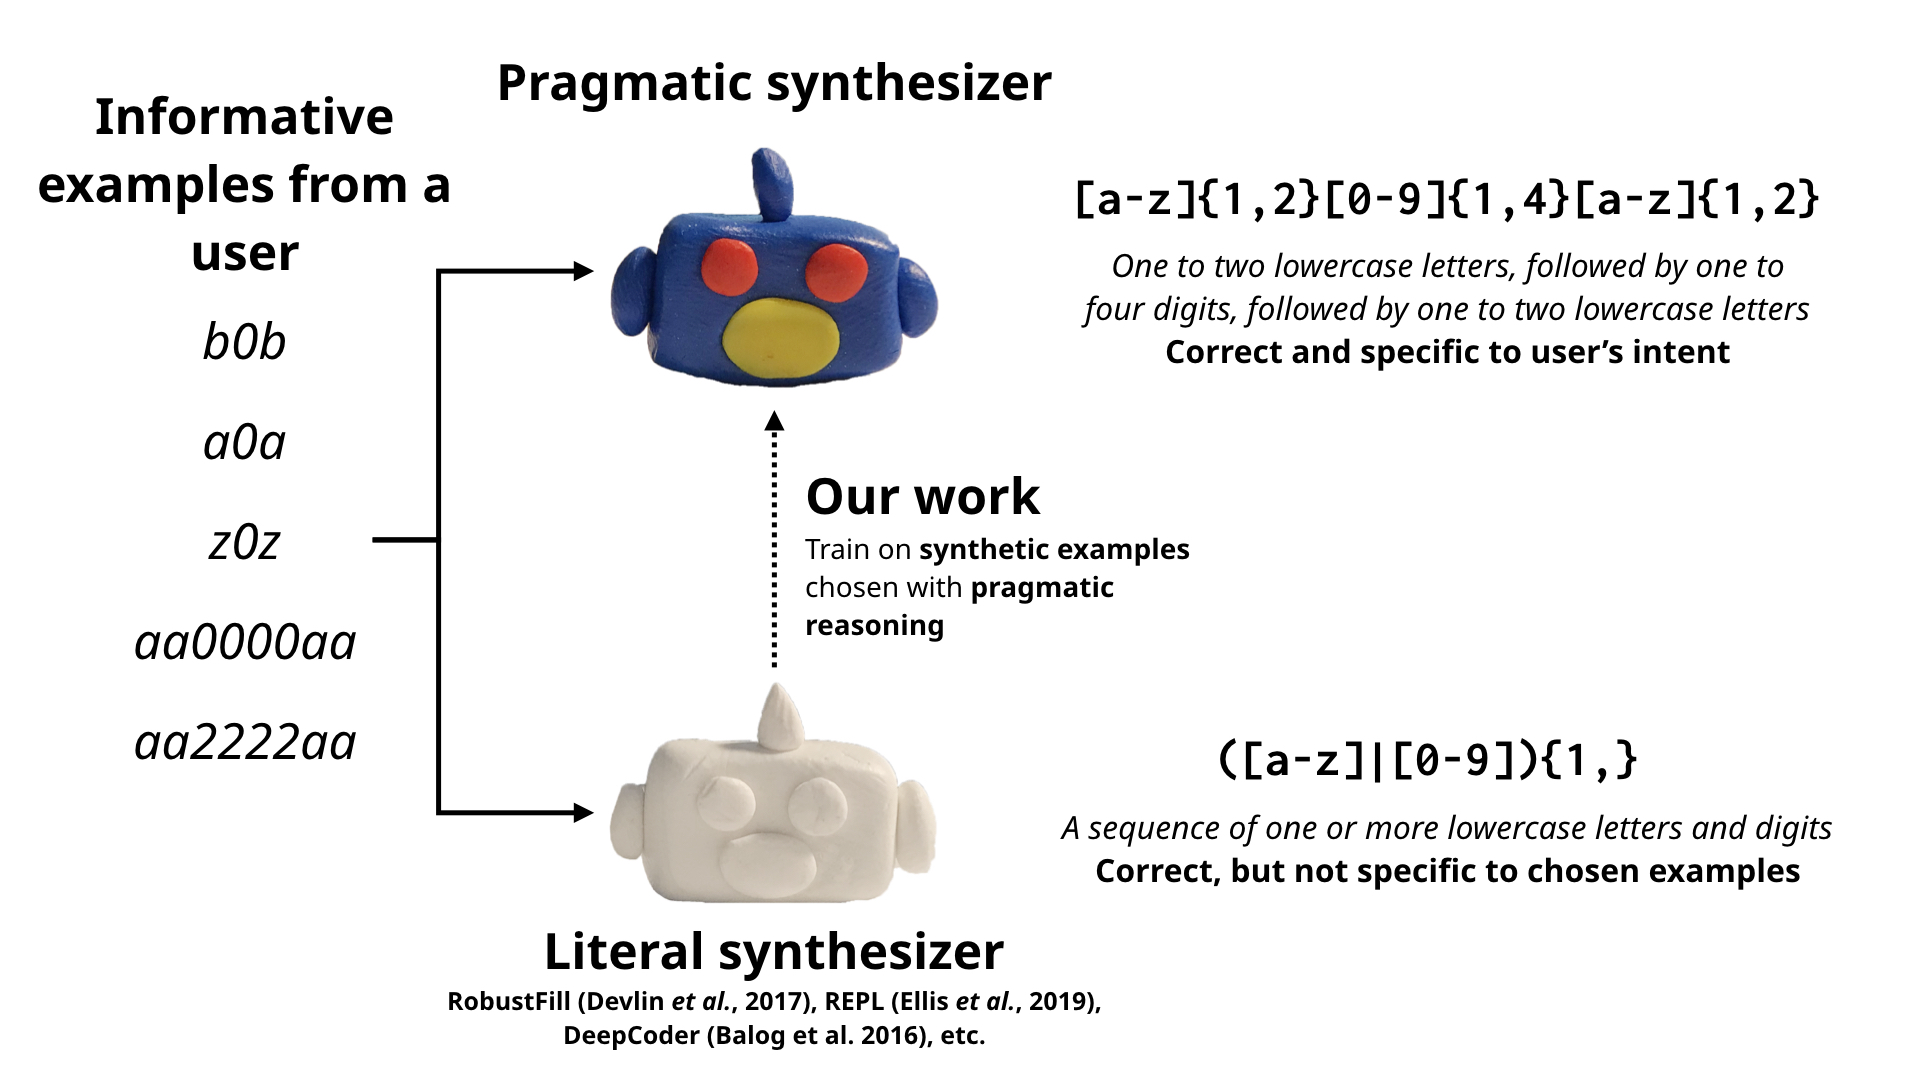 Informative
examples from a
user
b0b
a0a
z0z
aa0000aa
aa2222aa
Pragmatic synthesizer
[a-z]{1,2}[0-9]{1,4}[a-z]{1,2}
One to two lowercase letters, followed by one to
four digits, followed by one to two lowercase letters
Correct and specific to user’s intent
Our work
Train on synthetic examples
chosen with pragmatic
reasoning
([a-z]|[0-9]){1,}
A sequence of one or more lowercase letters and digits
Correct, but not specific to chosen examples
Literal synthesizer
RobustFill (Devlin et al., 2017), REPL (Ellis et al., 2019),
DeepCoder (Balog et al. 2016), etc.